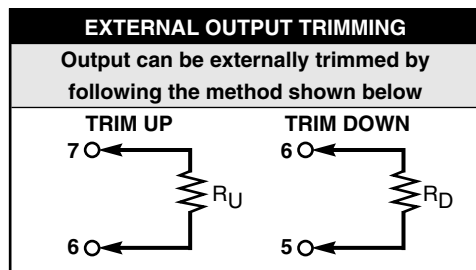 EXTERNAL OUTPUT TRIMMING
Output can be externally trimmed by
following the method shown below
TRIM UP TRIM DOWN
7 6
RU RD
6 5